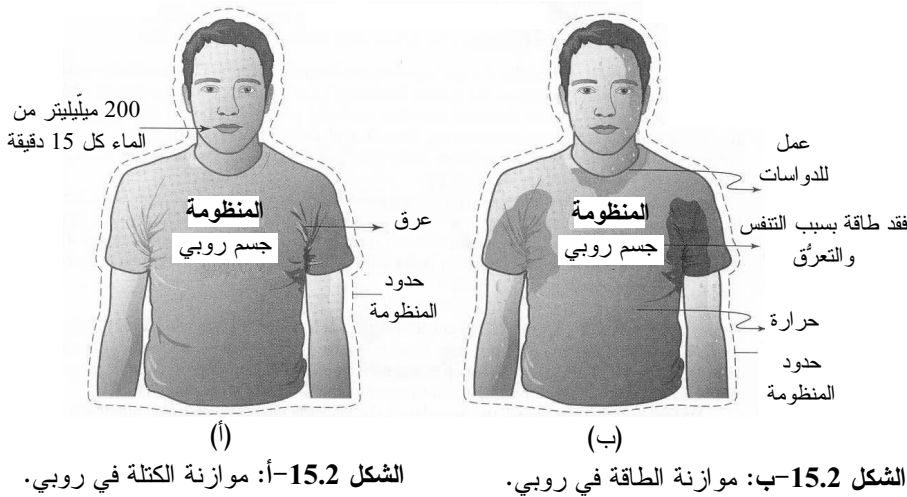 200 ميلّيليتر من
الماء كل 15 دقيقة
المنظومة
جسم روبي
عرق
حدود
المنظومة
(أ)
الشكل 15.2-أ: موازنة الكتلة في روبي.
عمل
للدواسات
المنظومة
جسم روبي
فقد طاقة بسبب التنفس
والتعرُّق
حرارة
حدود
المنظومة
(ب)
الشكل 15.2-ب: موازنة الطاقة في روبي.